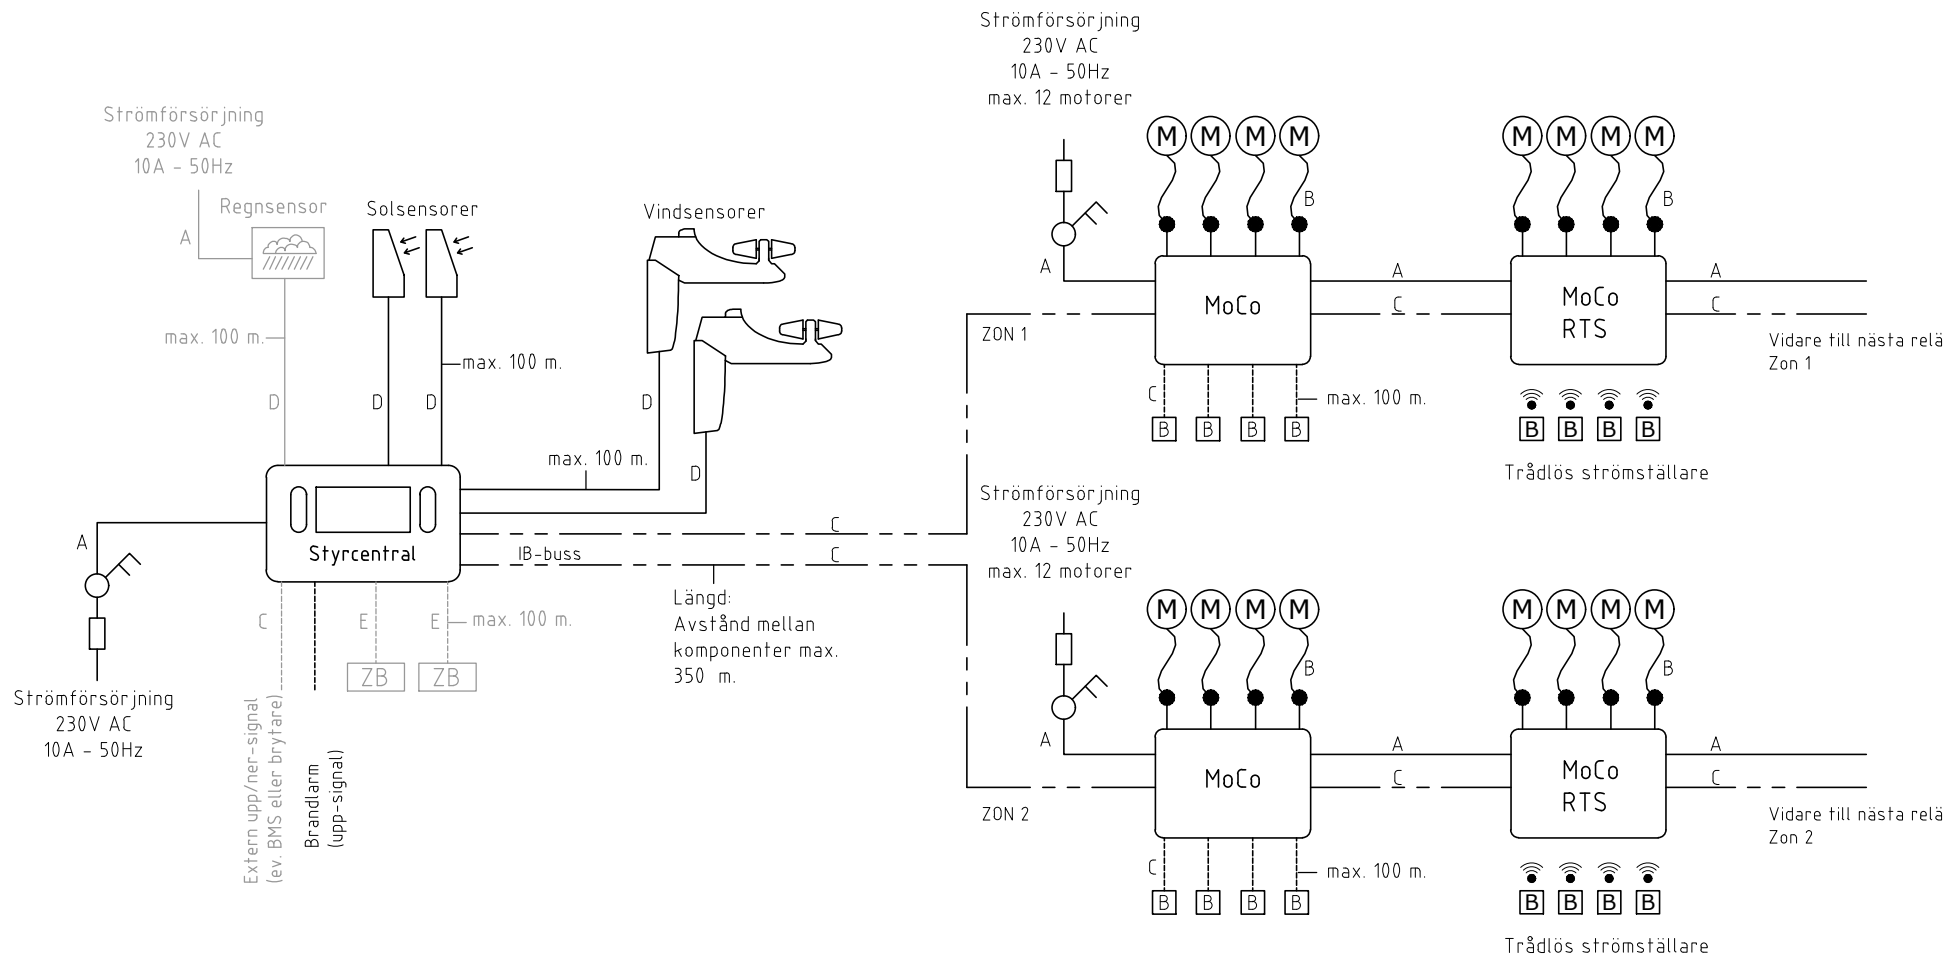 Strömförsörjning
230V AC
10A - 50Hz
max. 12 motorer
M M M M
M M M M
B
B
A
MoCo
A
C
MoCo
RTS
A
C
ZON 1
Vidare till nästa relä
Zon 1
C
max. 100 m.
B B B B
B B B B
Trådlös strömställare
Strömförsörjning
230V AC
10A - 50Hz
A
Regnsensor
max. 100 m.
D
Solsensorer
D
D
max. 100 m.
Vindsensorer
D
D
max. 100 m.
Styrcentral
A
Strömförsörjning
230V AC
10A - 50Hz
C
C
IB-buss
Längd:
Avstånd mellan
komponenter max.
350 m.
C
Extern upp/ner-signal
(ev. BMS eller brytare)
Brandlarm
(upp-signal)
E
E
max. 100 m.
ZB ZB
Strömförsörjning
230V AC
10A - 50Hz
max. 12 motorer
M M M M
M M M M
B
B
A
MoCo
A
C
MoCo
RTS
A
C
ZON 2
Vidare till nästa relä
Zon 2
C
max. 100 m.
B B B B
B B B B
Trådlös strömställare